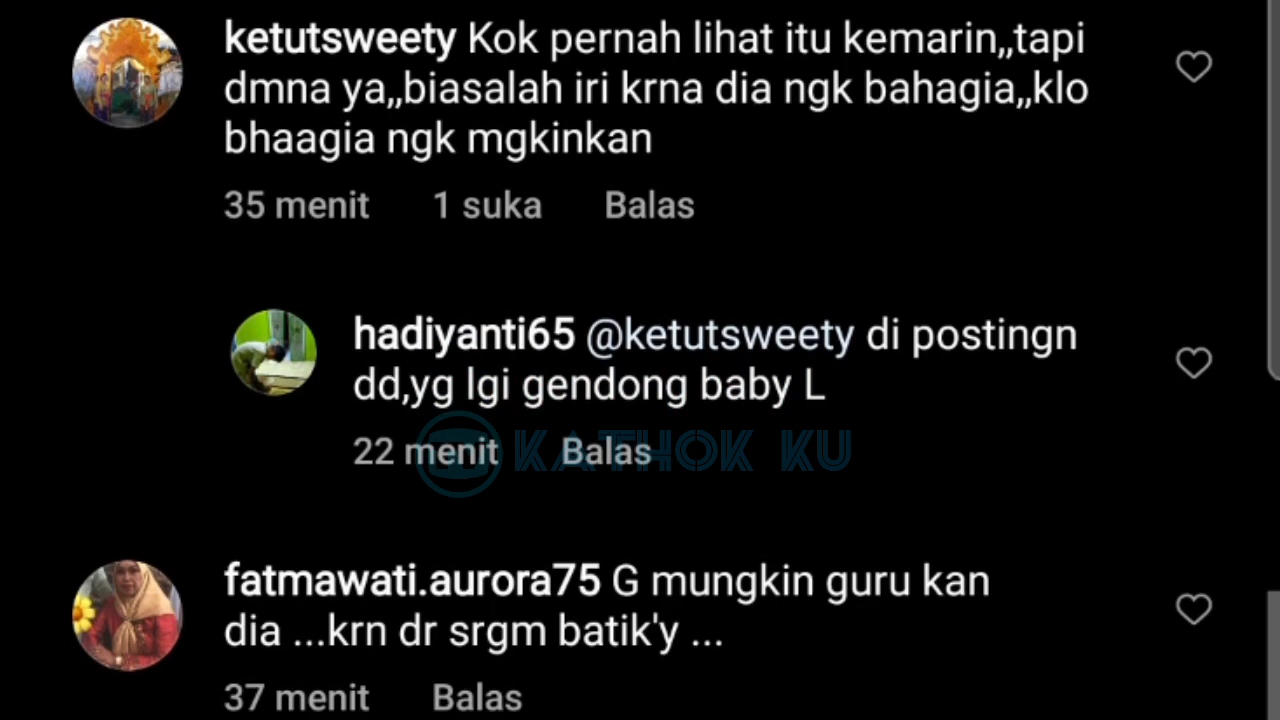 ketutsweety Kok pernah lihat itu kemarin,,tapi
dmna ya,,biasalah iri krna dia ngk bahagia,,klo
bhaagia ngk mgkinkan
35 menit 1 suka Balas
hadiyanti65 @ketutsweety di postingn
dd,yg lgi gendong baby L
22 menit Balas
KATHOK KU
fatmawati.aurora75 G mungkin guru kan
dia ...krn dr srgm batik'y ...
37 menit Balas